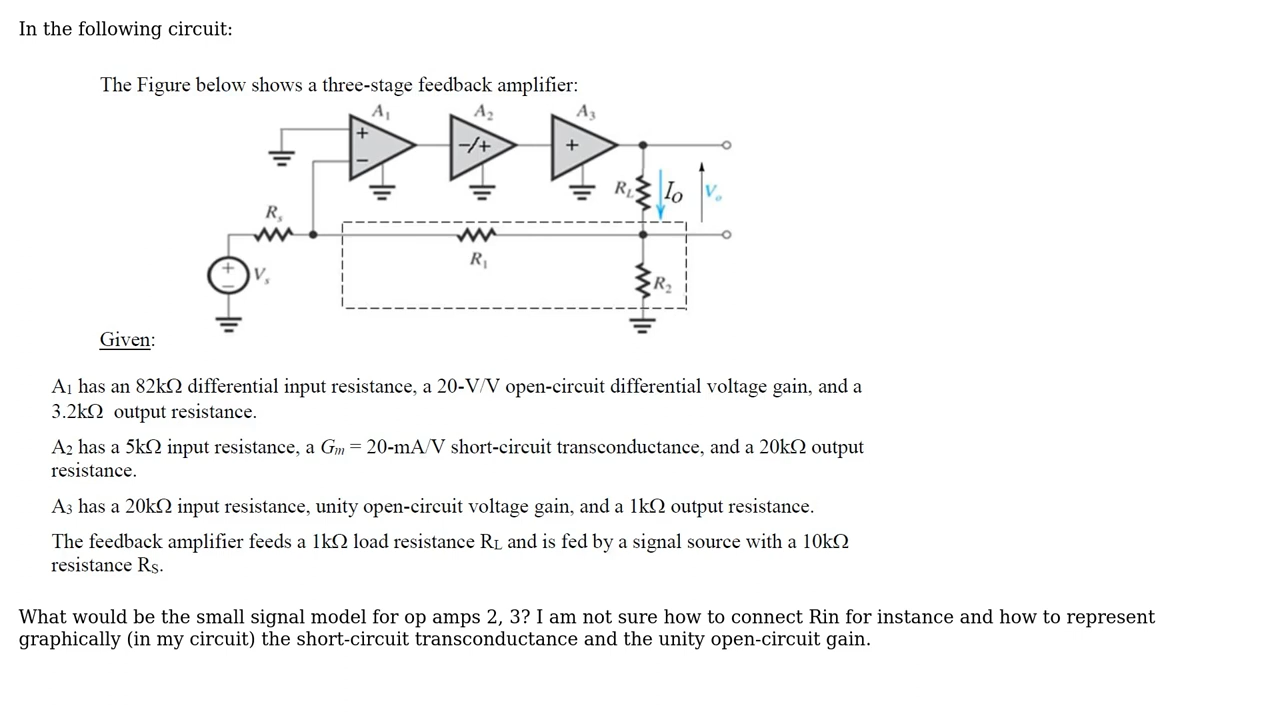 In the following circuit:
The Figure below shows a three-stage feedback amplifier:
A1 A2 A3
+ −/+ +
−
RL IO Vo
Rs
R1
+
− Vs R2
Given:
A1 has an 82kΩ differential input resistance, a 20-V/V open-circuit differential voltage gain, and a
3.2kΩ output resistance.
A2 has a 5kΩ input resistance, a Gm = 20-mA/V short-circuit transconductance, and a 20kΩ output
resistance.
A3 has a 20kΩ input resistance, unity open-circuit voltage gain, and a 1kΩ output resistance.
The feedback amplifier feeds a 1kΩ load resistance RL and is fed by a signal source with a 10kΩ
resistance RS.
What would be the small signal model for op amps 2, 3? I am not sure how to connect Rin for instance and how to represent
graphically (in my circuit) the short-circuit transconductance and the unity open-circuit gain.